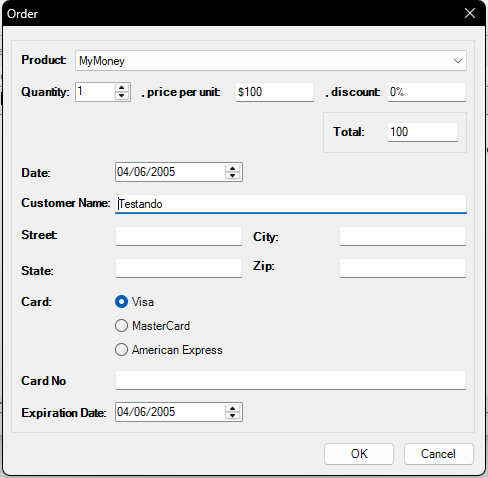 Order
Product: MyMoney
Quantity: 1 , price per unit: $100 , discount: 0%
Total: 100
Date: 04/06/2005
Customer Name: Testando
Street: City:
State: Zip:
Card: Visa
MasterCard
American Express
Card No
Expiration Date: 04/06/2005
OK Cancel